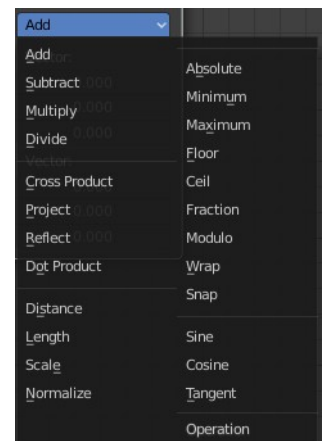 Add
Add
Subtract
Multiply
Divide
Cross Product
Project
Reflect
Dot Product
Distance
Length
Scale
Normalize
Absolute
Minimum
Maximum
Floor
Ceil
Fraction
Modulo
Wrap
Snap
Sine
Cosine
Tangent
Operation